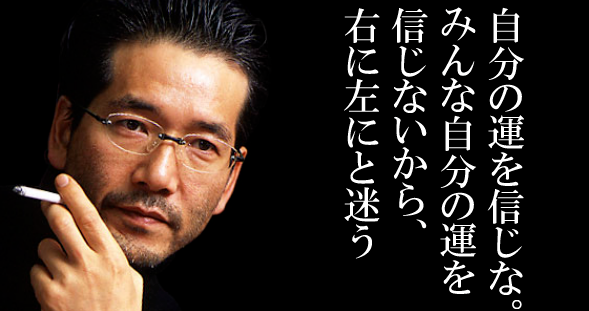 自分の運を信じな。
みんな自分の運を
信じないから、
右に左にと迷う